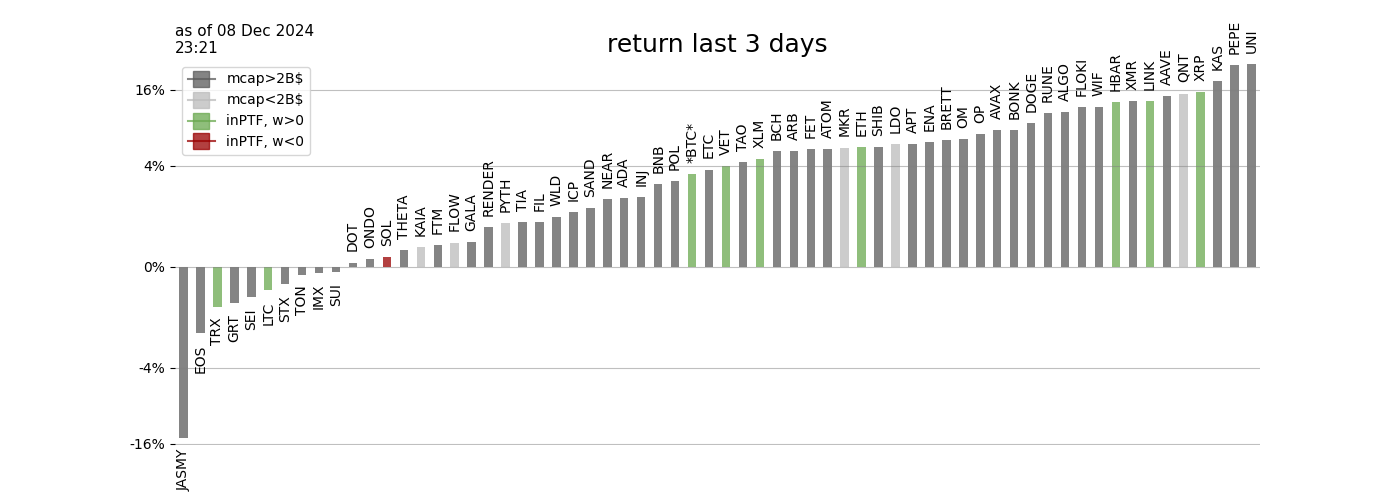 as of 08 Dec 2024
23:21
return last 3 days
mcap>2B$
mcap<2B$
inPTF, w>0
inPTF, w<0
16%
4%
0%
-4%
-16%
JASMY
EOS
TRX
GRT
SEI
LTC
STX
TON
IMX
SUI
DOT
ONDO
SOL
THETA
KAIA
FTM
FLOW
GALA
RENDER
PYTH
TIA
FIL
WLD
ICP
SAND
NEAR
ADA
INJ
BNB
POL
*BTC*
ETC
VET
TAO
XLM
BCH
ARB
FET
ATOM
MKR
ETH
SHIB
LDO
APT
ENA
BRETT
OM
OP
AVAX
BONK
DOGE
RUNE
ALGO
FLOKI
WIF
HBAR
XMR
LINK
AAVE
QNT
XRP
KAS
PEPE
UNI